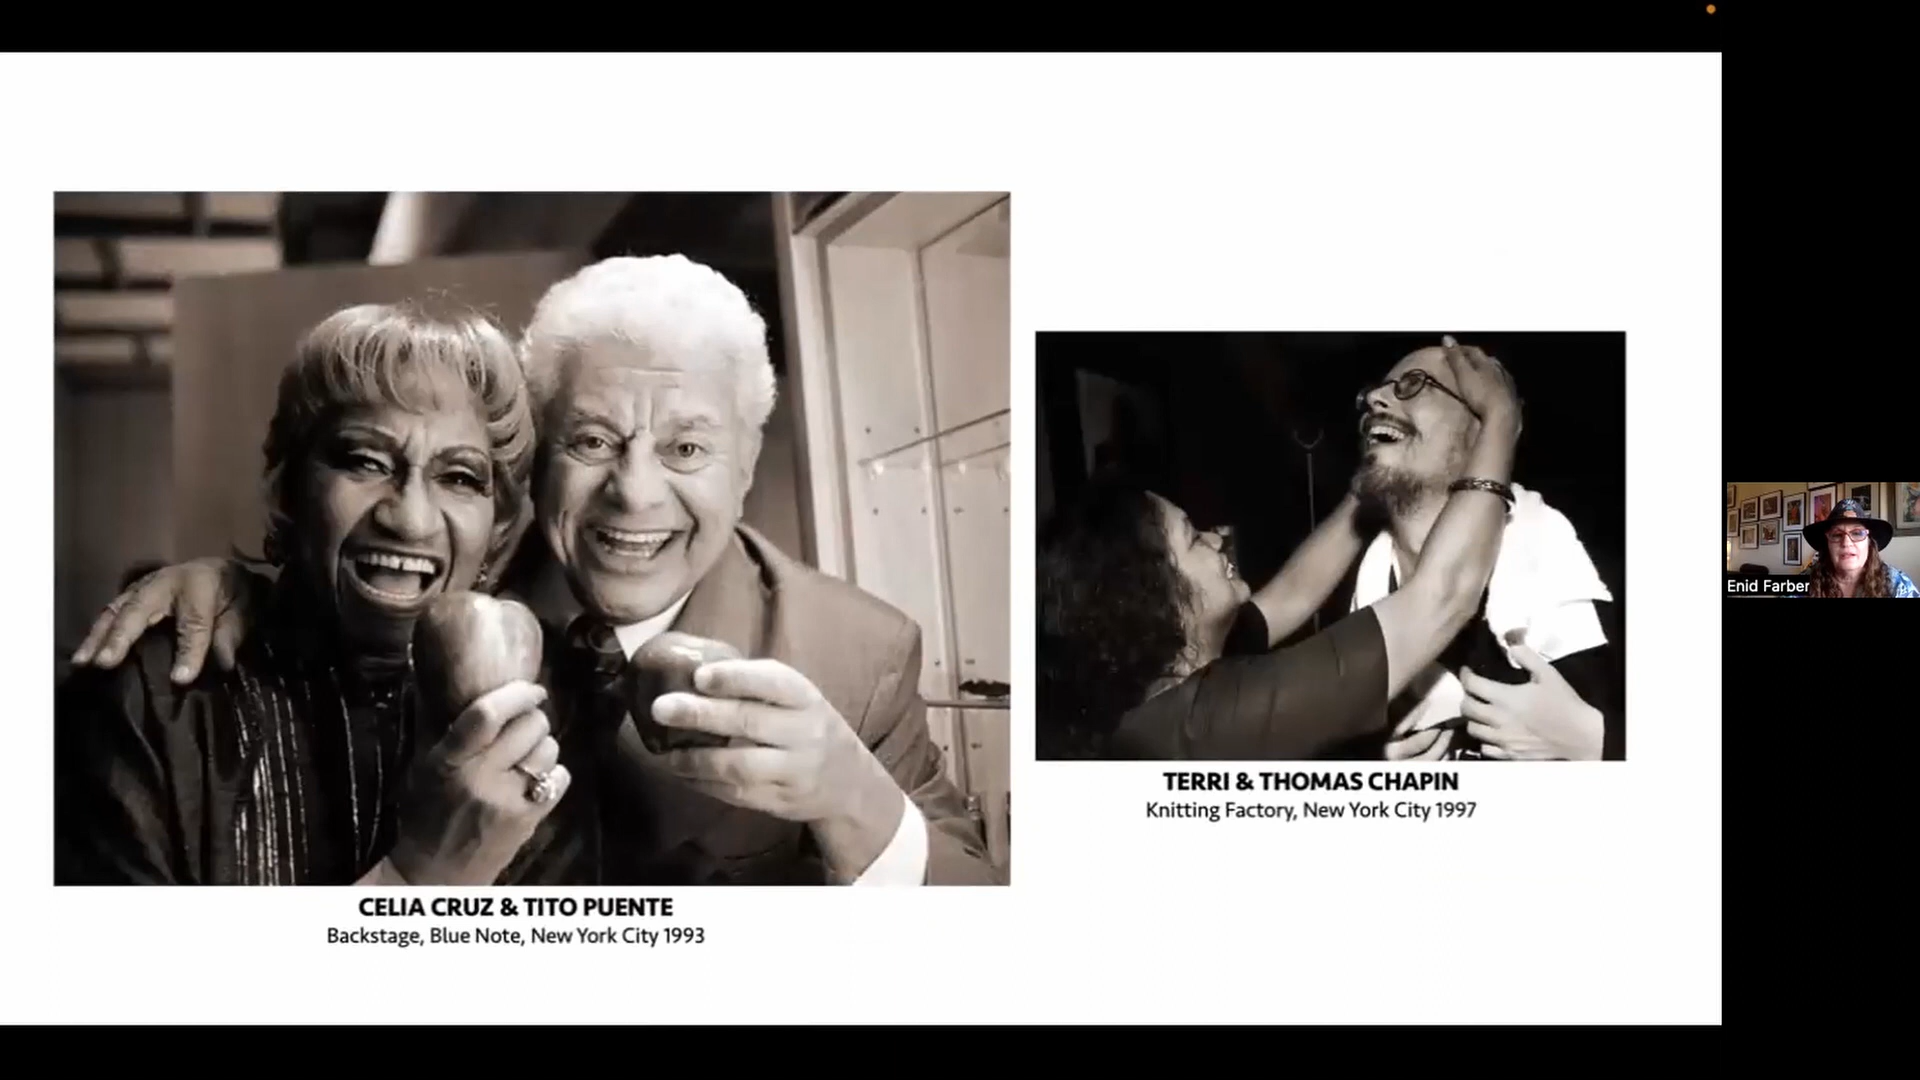 CELIA CRUZ & TITO PUENTE
Backstage, Blue Note, New York City 1993
TERRI & THOMAS CHAPIN
Knitting Factory, New York City 1997
Enid Farber